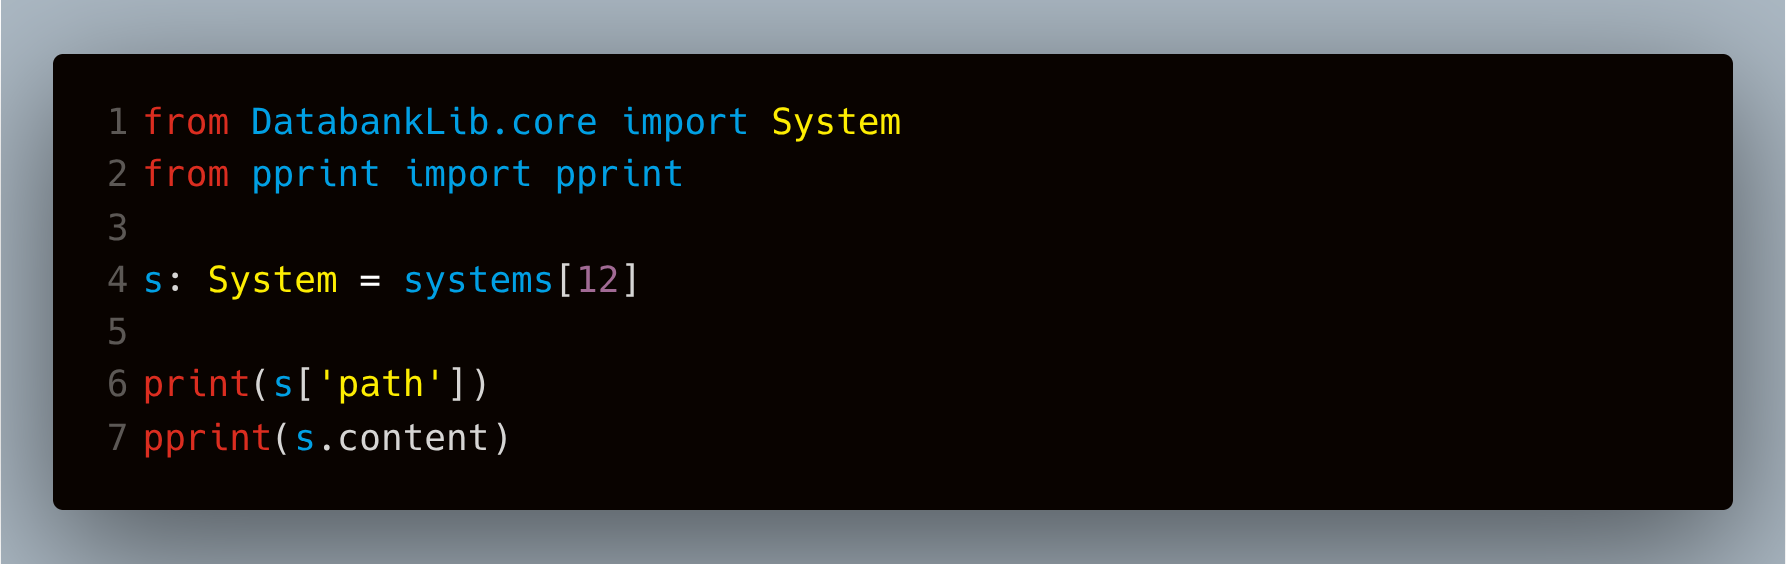 1 from DatabankLib.core import System
2 from pprint import pprint
3
4 s: System = systems[12]
5
6 print(s['path'])
7 pprint(s.content)